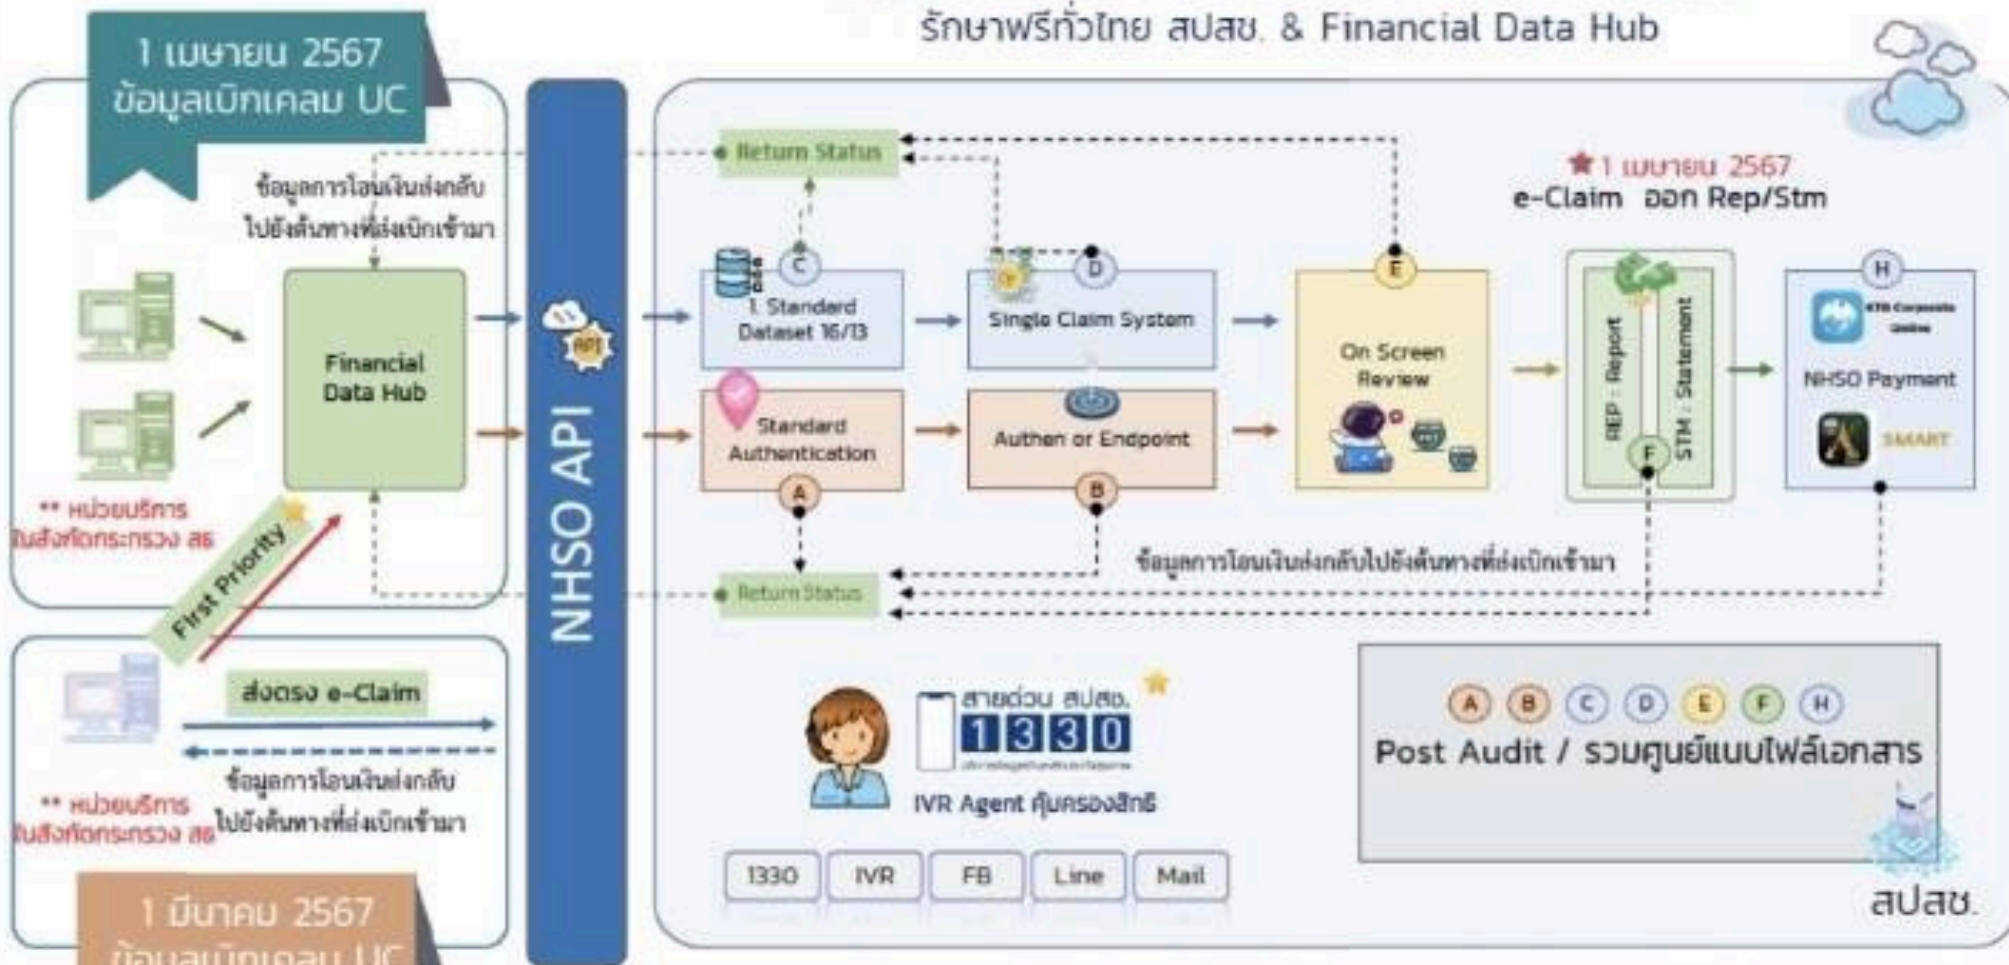 รักษาฟรีทั่วไทย สปสช. & Financial Data Hub
1 เมษายน 2567
ข้อมูลเบิกเคลม UC
ข้อมูลการโอนเงินส่งกลับ
ไปยังต้นทางที่ส่งเบิกเข้ามา
Financial
Data Hub
** หน่วยบริการ
ในสังกัดกระทรวง สธ
First Priority
ส่งตรง e-Claim
ข้อมูลการโอนเงินส่งกลับ
ไปยังต้นทางที่ส่งเบิกเข้ามา
** หน่วยบริการ
ในสังกัดกระทรวง สธ
1 มีนาคม 2567
ข้อมูลเบิกเคลม UC
NHSO API
API
Return Status
1 เมษายน 2567
e-Claim ออก Rep/Stm
C
1. Standard
Dataset 16/13
D
Single Claim System
E
On Screen
Review
REP : Report
STM : Statement
F
H
KTB Corporate
Online
NHSO Payment
SMART
Standard
Authentication
A
Authen or Endpoint
B
ข้อมูลการโอนเงินส่งกลับไปยังต้นทางที่ส่งเบิกเข้ามา
Return Status
สายด่วน สปสช.
1330
IVR Agent คุ้มครองสิทธิ
1330
IVR
FB
Line
Mail
A B C D E F H
Post Audit / รวมศูนย์แนบไฟล์เอกสาร
สปสช.